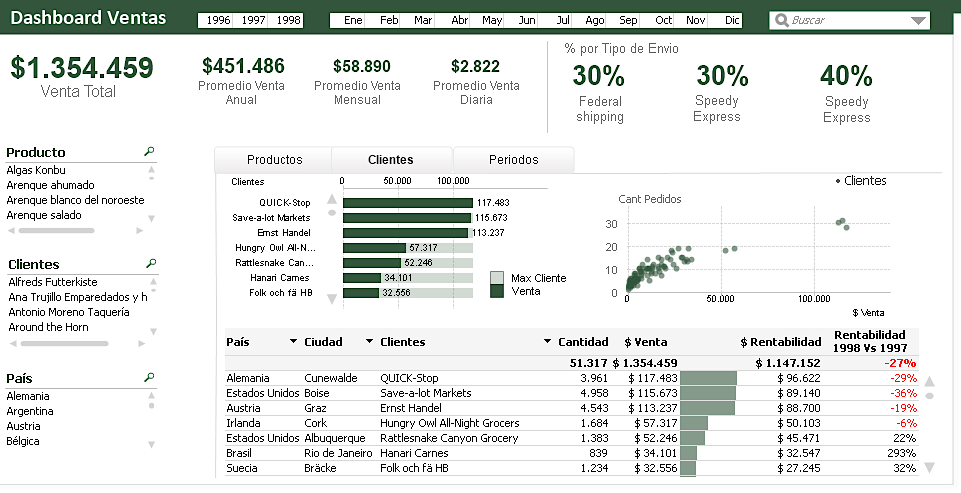 Dashboard Ventas
1996 1997 1998
Ene Feb Mar Abr May Jun Jul Ago Sep Oct Nov Dic
Buscar
$1.354.459
Venta Total
$451.486
Promedio Venta
Anual
$58.890
Promedio Venta
Mensual
$2.822
Promedio Venta
Diaria
% por Tipo de Envio
30%
Federal
shipping
30%
Speedy
Express
40%
Speedy
Express
Producto
Algas Konbu
Arenque ahumado
Arenque blanco del noroeste
Arenque salado
Clientes
Alfreds Futterkiste
Ana Trujillo Emparedados y h
Antonio Moreno Taquería
Around the Horn
País
Alemania
Argentina
Austria
Bélgica
Productos Clientes Periodos
Clientes 0 50.000 100.000
QUICK-Stop 117.483
Save-a-lot Markets 115.673
Ernst Handel 113.237
Hungry Owl All-N... 57.317
Rattlesnake Can... 52.246
Hanari Carnes 34.101
Folk och fä HB 32.556
Max Cliente
Venta
Clientes
Cant Pedidos
30
20
10
0
0 50.000 100.000
$ Venta
País Ciudad Clientes Cantidad $ Venta $ Rentabilidad Rentabilidad
1998 Vs 1997
51.317 $ 1.354.459 $ 1.147.152 -27%
Alemania Cunewalde QUICK-Stop 3.961 $ 117.483 $ 96.622 -29%
Estados Unidos Boise Save-a-lot Markets 4.958 $ 115.673 $ 89.140 -36%
Austria Graz Ernst Handel 4.543 $ 113.237 $ 88.700 -19%
Irlanda Cork Hungry Owl All-Night Grocers 1.684 $ 57.317 $ 50.103 -6%
Estados Unidos Albuquerque Rattlesnake Canyon Grocery 1.383 $ 52.246 $ 45.471 22%
Brasil Rio de Janeiro Hanari Carnes 839 $ 34.101 $ 32.547 293%
Suecia Bräcke Folk och fä HB 1.234 $ 32.556 $ 27.245 32%